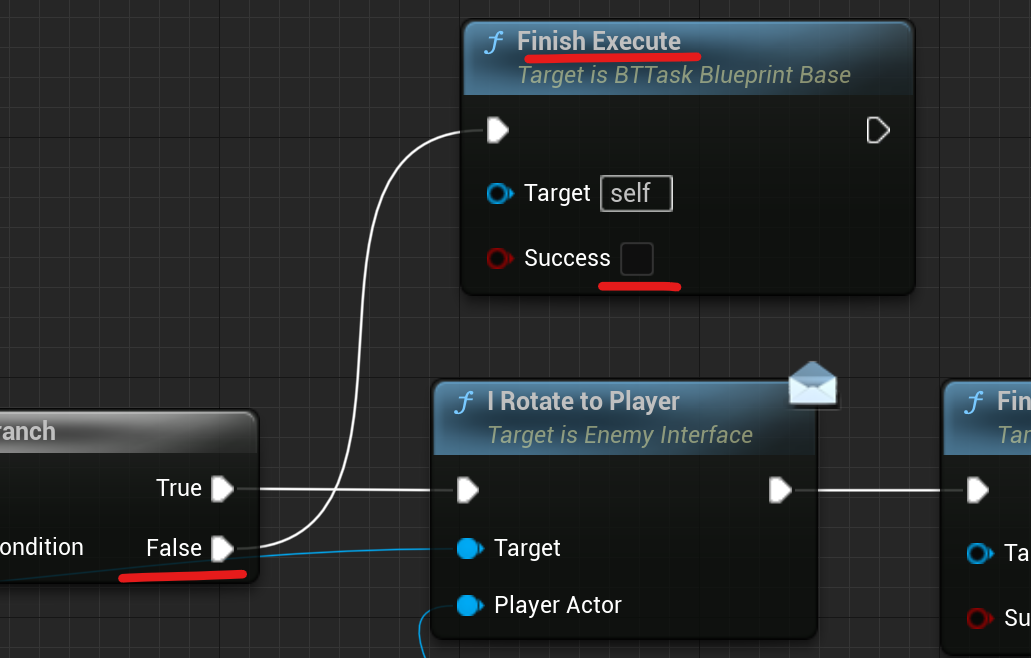 Finish Execute
Target is BTTask Blueprint Base
Target self
Success
anch
I Rotate to Player
Target is Enemy Interface
Fin
Tar
True
ondition False
Target
Ta
Player Actor
Su